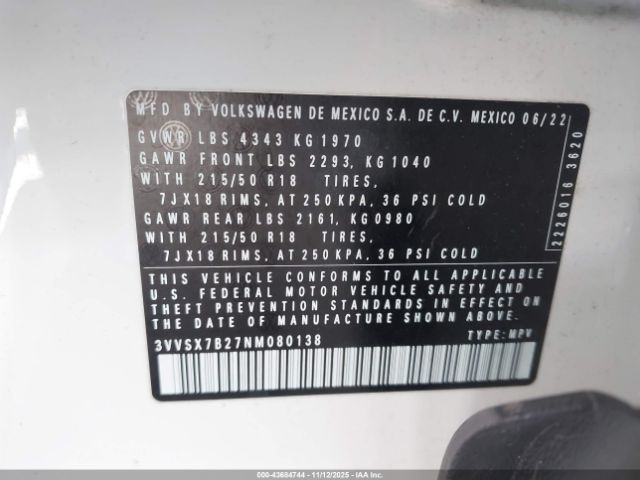 MFD BY VOLKSWAGEN DE MEXICO S.A. DE C.V. MEXICO 06/22
GVWR LBS 4343 KG 1970
GAWR FRONT LBS 2293, KG 1040
WITH 215/50 R18 TIRES,
7JX18 RIMS, AT 250 KPA, 36 PSI COLD
GAWR REAR LBS 2161, KG 0980
WITH 215/50 R18 TIRES,
7JX18 RIMS, AT 250 KPA, 36 PSI COLD
THIS VEHICLE CONFORMS TO ALL APPLICABLE
U.S. FEDERAL MOTOR VEHICLE SAFETY AND
THEFT PREVENTION STANDARDS IN EFFECT ON
THE DATE OF MANUFACTURE SHOWN ABOVE.
3VVSX7B27NM080138 TYPE: MPV
2226016 3620
000-43684744 - 11/12/2025 - IAAI.COM